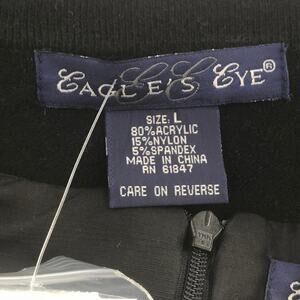 EAGLE'S EYE®
SIZE: L
80% ACRYLIC
15% NYLON
5% SPANDEX
MADE IN CHINA
RN 61847
CARE ON REVERSE